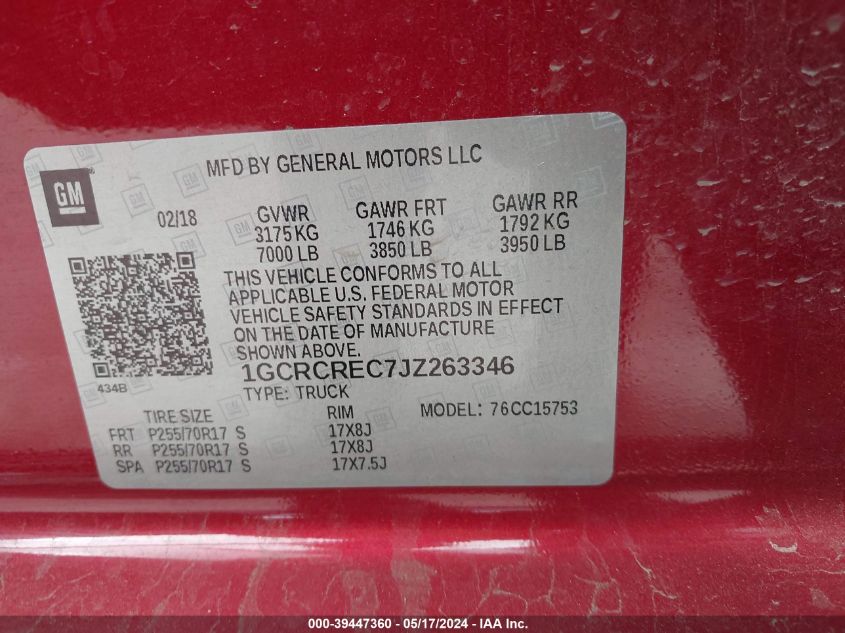 GM
MFD BY GENERAL MOTORS LLC
02/18 GVWR GAWR FRT GAWR RR
3175 KG 1746 KG 1792 KG
7000 LB 3850 LB 3950 LB
THIS VEHICLE CONFORMS TO ALL
APPLICABLE U.S. FEDERAL MOTOR
VEHICLE SAFETY STANDARDS IN EFFECT
ON THE DATE OF MANUFACTURE
SHOWN ABOVE.
1GCRCREC7JZ263346
434B
TYPE: TRUCK
TIRE SIZE RIM MODEL: 76CC15753
FRT P255/70R17 S 17X8J
RR P255/70R17 S 17X8J
SPA P255/70R17 S 17X7.5J
000-39447360 - 05/17/2024 - IAA Inc.